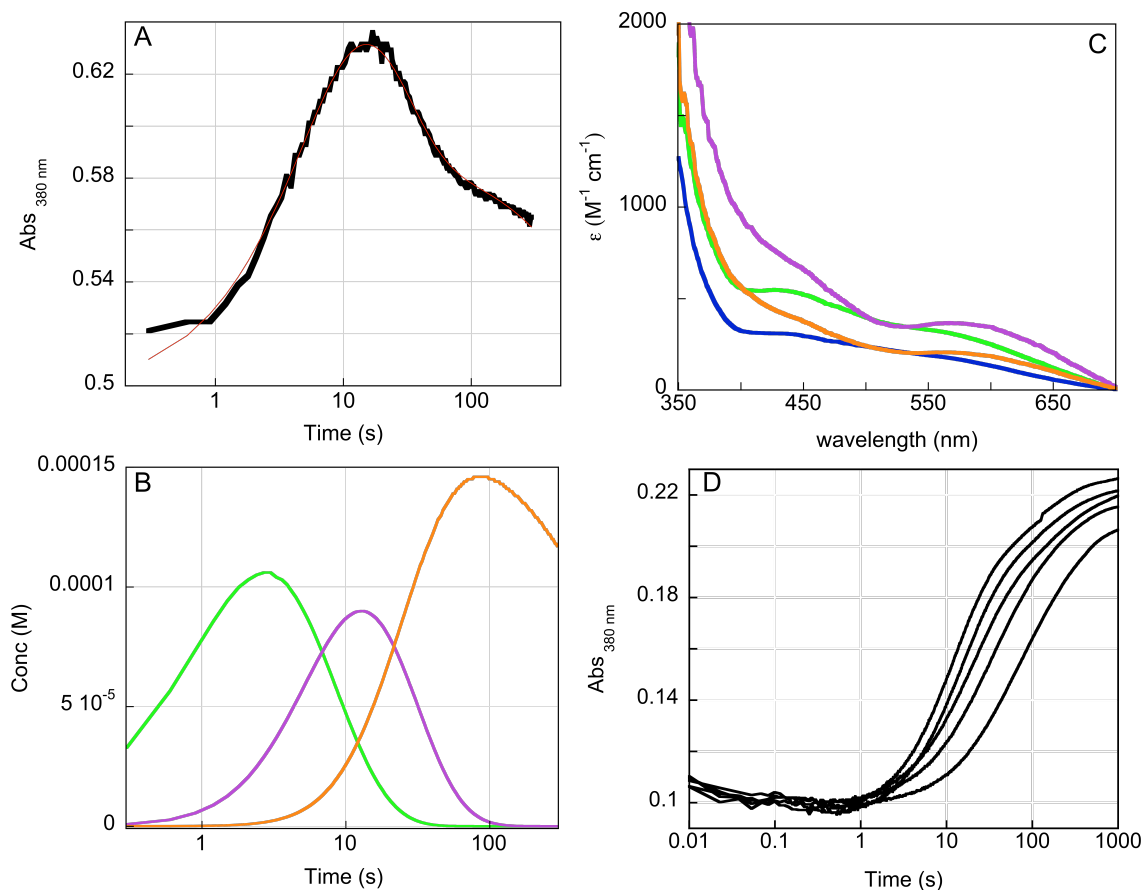 A
0.62
0.58
0.54
0.5
Abs 380 nm
1
10
100
Time (s)
C
2000
1000
0
ε (M-1 cm-1)
350
450
550
650
wavelength (nm)
B
0.00015
0.0001
5 10-5
0
Conc (M)
1
10
100
Time (s)
D
0.22
0.18
0.14
0.1
Abs 380 nm
0.01
0.1
1
10
100
1000
Time (s)